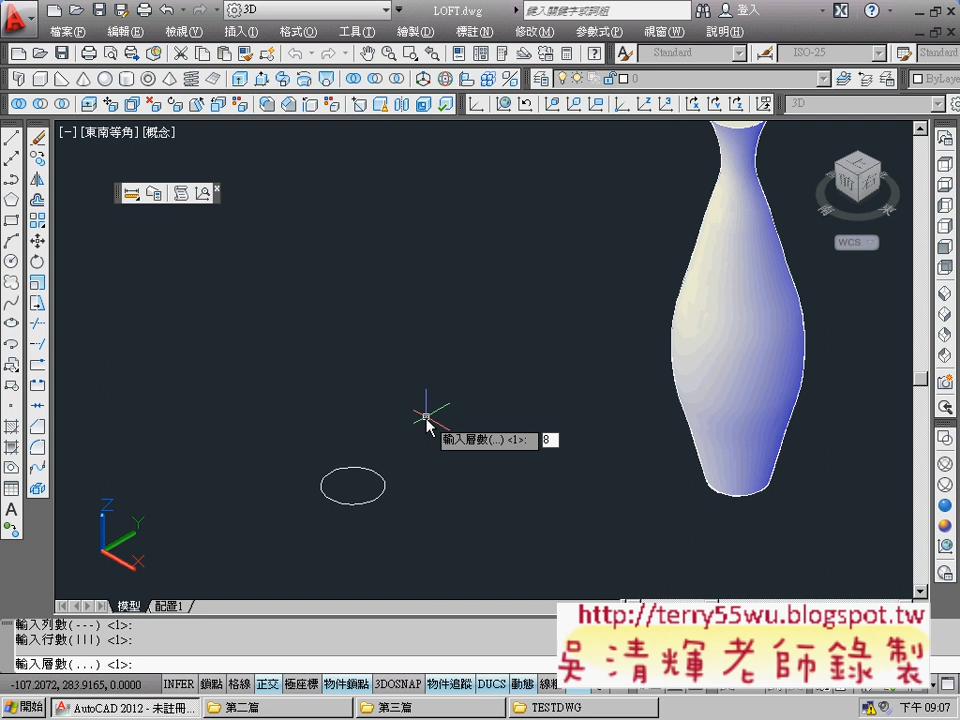 3D
LOFT.dwg
鍵入關鍵字或詞組
登入
檔案(F)
編輯(E)
檢視(V)
插入(I)
格式(O)
工具(T)
繪製(D)
標註(N)
修改(M)
參數式(P)
視窗(W)
說明(H)
Standard
ISO-25
Standard
0
ByLaye
3D
[−] [東南等角] [概念]
上
前
右
南
東
WCS
輸入層數(...) <1>:
8
Z
Y
X
模型
配置1
輸入列數(---) <1>:
輸入行數(|||) <1>:
輸入層數(...) <1>:
http://terry55wu.blogspot.tw
吳清輝老師錄製
-107.2072, 283.9165, 0.0000
INFER
鎖點
格線
正交
極座標
物件鎖點
3DOSNAP
物件追蹤
DUCS
動態
線粗
開始
AutoCAD 2012 - 未註冊...
第二篇
第三篇
TESTDWG
下午 09:07